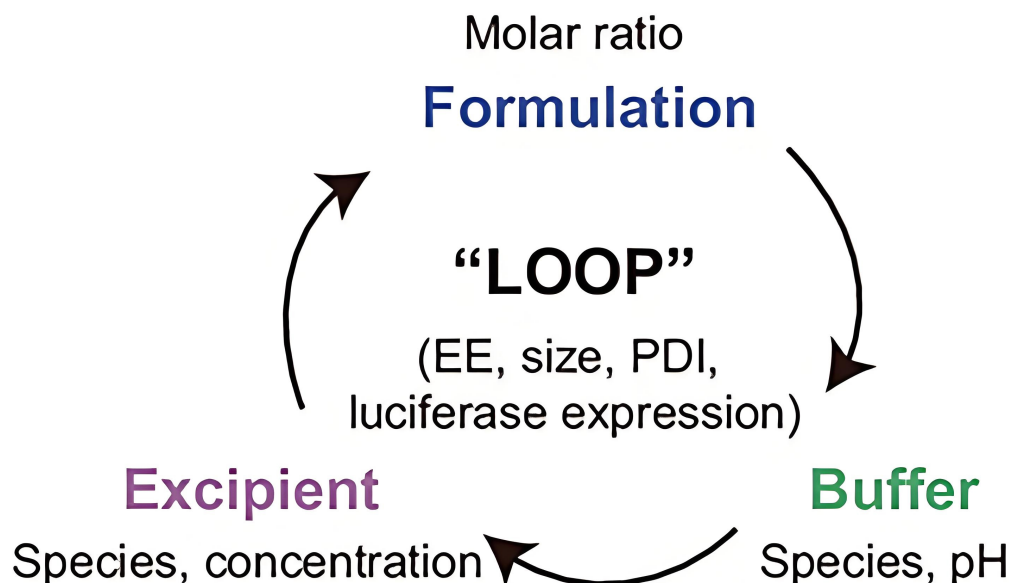 Molar ratio
Formulation
“LOOP”
(EE, size, PDI,
luciferase expression)
Excipient
Buffer
Species, concentration
Species, pH